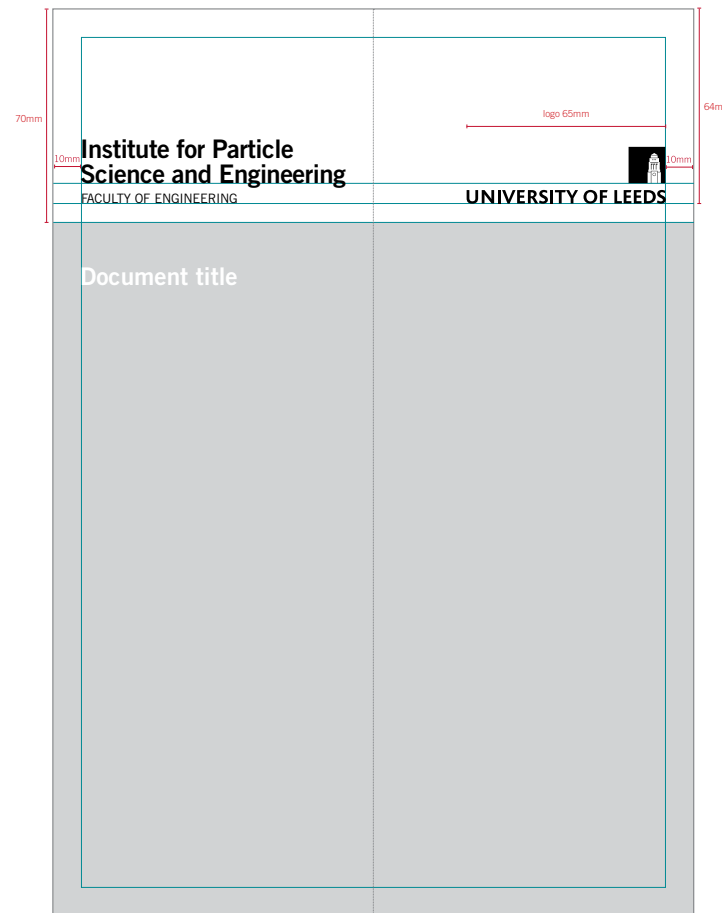 70mm
64m
logo 65mm
10mm
Institute for Particle
Science and Engineering
10mm
FACULTY OF ENGINEERING
UNIVERSITY OF LEEDS
Document title